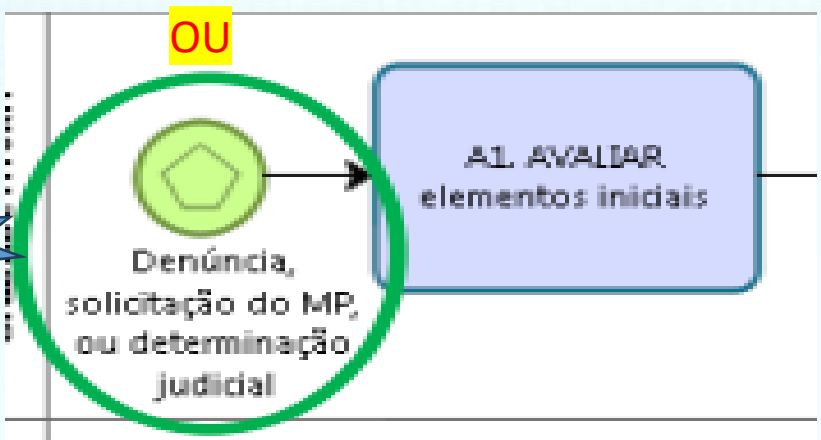 OU
A1. AVALIAR
elementos iniciais
Denúncia,
solicitação do MP,
ou determinação
judicial